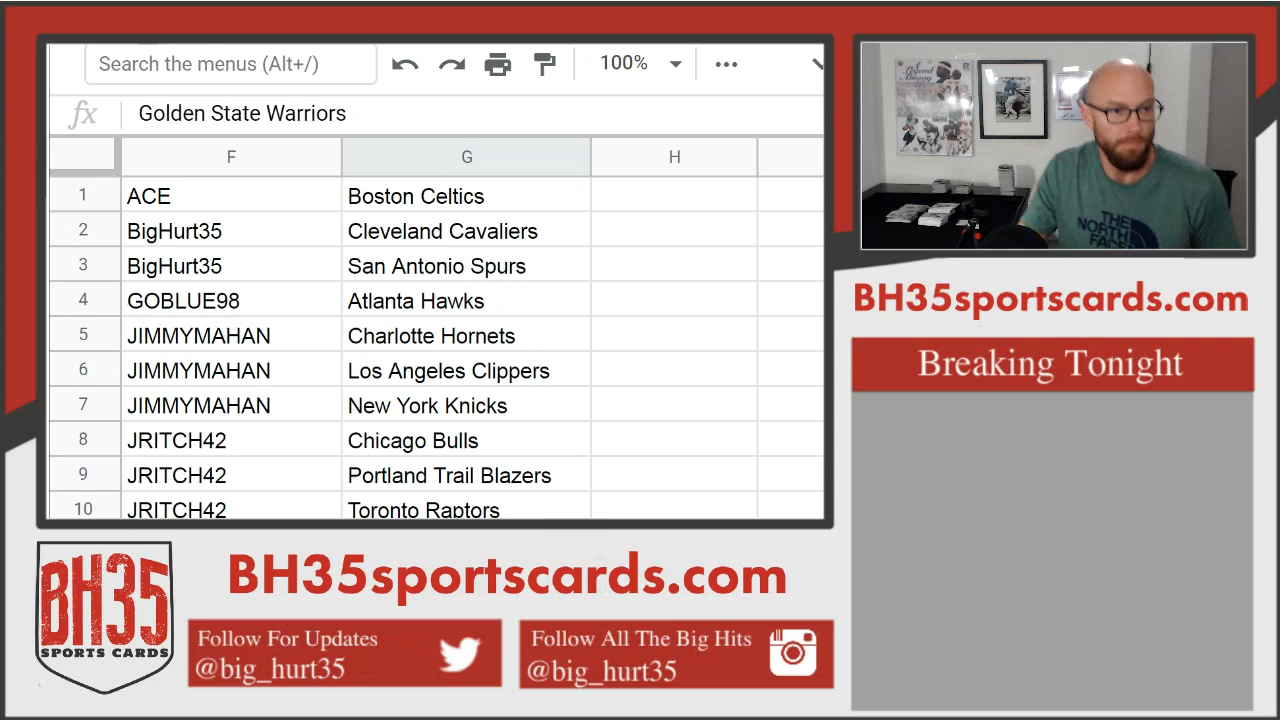 Search the menus (Alt+/)
100%
fx
Golden State Warriors
F G H
1 ACE Boston Celtics
2 BigHurt35 Cleveland Cavaliers
3 BigHurt35 San Antonio Spurs
4 GOBLUE98 Atlanta Hawks
5 JIMMYMAHAN Charlotte Hornets
6 JIMMYMAHAN Los Angeles Clippers
7 JIMMYMAHAN New York Knicks
8 JRITCH42 Chicago Bulls
9 JRITCH42 Portland Trail Blazers
10 JRITCH42 Toronto Raptors
THE
NORTH
FACE
BH35sportscards.com
Breaking Tonight
BH35
SPORTS CARDS
BH35sportscards.com
Follow For Updates
@big_hurt35
Follow All The Big Hits
@big_hurt35